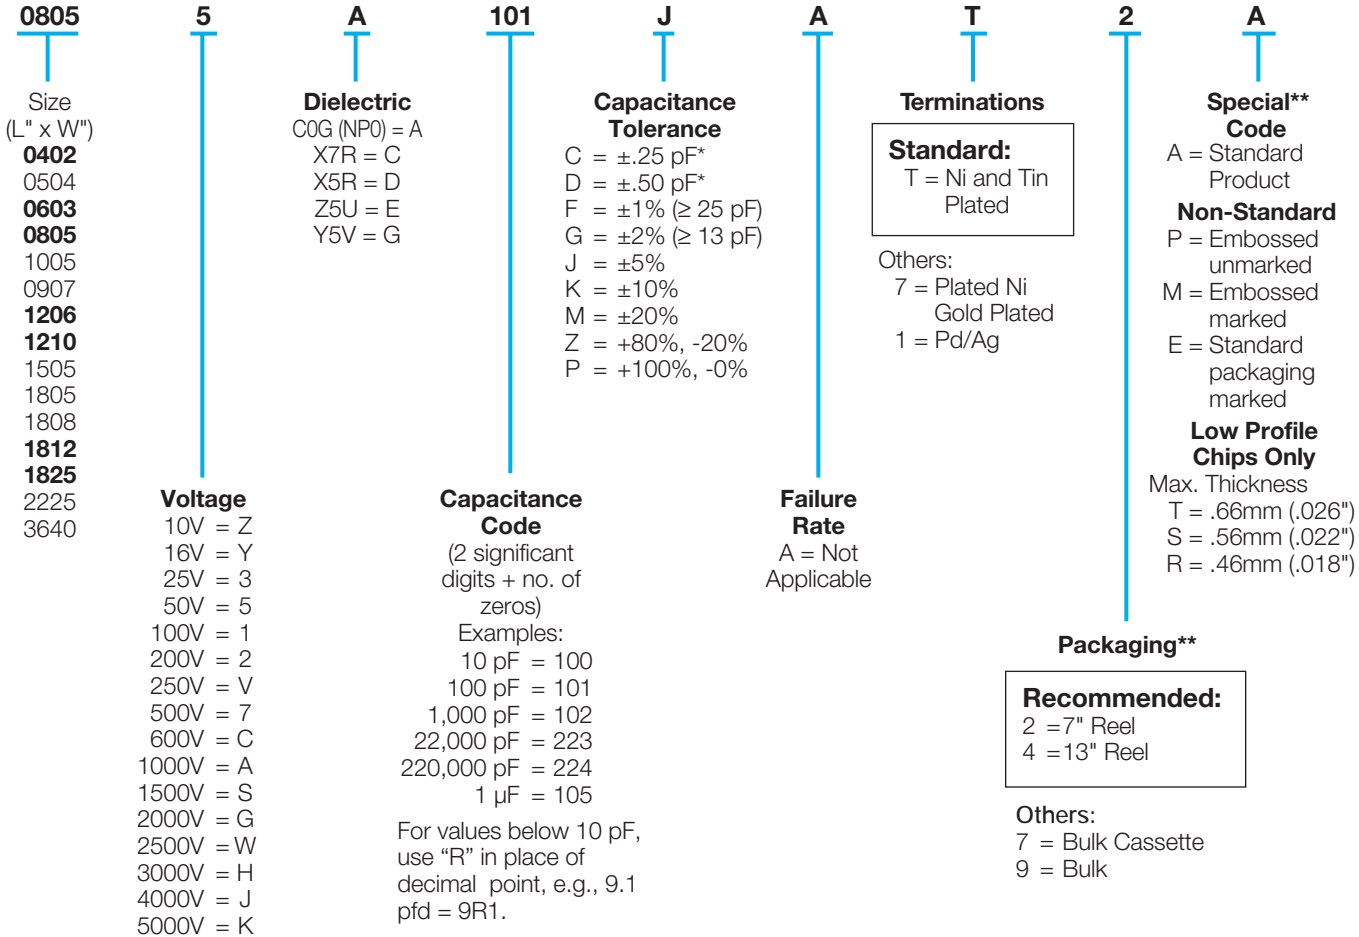 0805 5 A 101 J A T 2 A
Size
(L" x W")
0402
0504
0603
0805
1005
0907
1206
1210
1505
1805
1808
1812
1825
2225
3640
Voltage
10V = Z
16V = Y
25V = 3
50V = 5
100V = 1
200V = 2
250V = V
500V = 7
600V = C
1000V = A
1500V = S
2000V = G
2500V = W
3000V = H
4000V = J
5000V = K
Dielectric
C0G (NP0) = A
X7R = C
X5R = D
Z5U = E
Y5V = G
Capacitance
Code
(2 significant
digits + no. of
zeros)
Examples:
10 pF = 100
100 pF = 101
1,000 pF = 102
22,000 pF = 223
220,000 pF = 224
1 µF = 105
For values below 10 pF,
use “R” in place of
decimal point, e.g., 9.1
pfd = 9R1.
Capacitance
Tolerance
C = ±.25 pF*
D = ±.50 pF*
F = ±1% (≥ 25 pF)
G = ±2% (≥ 13 pF)
J = ±5%
K = ±10%
M = ±20%
Z = +80%, -20%
P = +100%, -0%
Failure
Rate
A = Not
Applicable
Terminations
Standard:
T = Ni and Tin
Plated
Others:
7 = Plated Ni
Gold Plated
1 = Pd/Ag
Packaging**
Recommended:
2 =7" Reel
4 =13" Reel
Others:
7 = Bulk Cassette
9 = Bulk
Special**
Code
A = Standard
Product
Non-Standard
P = Embossed
unmarked
M = Embossed
marked
E = Standard
packaging
marked
Low Profile
Chips Only
Max. Thickness
T = .66mm (.026")
S = .56mm (.022")
R = .46mm (.018")